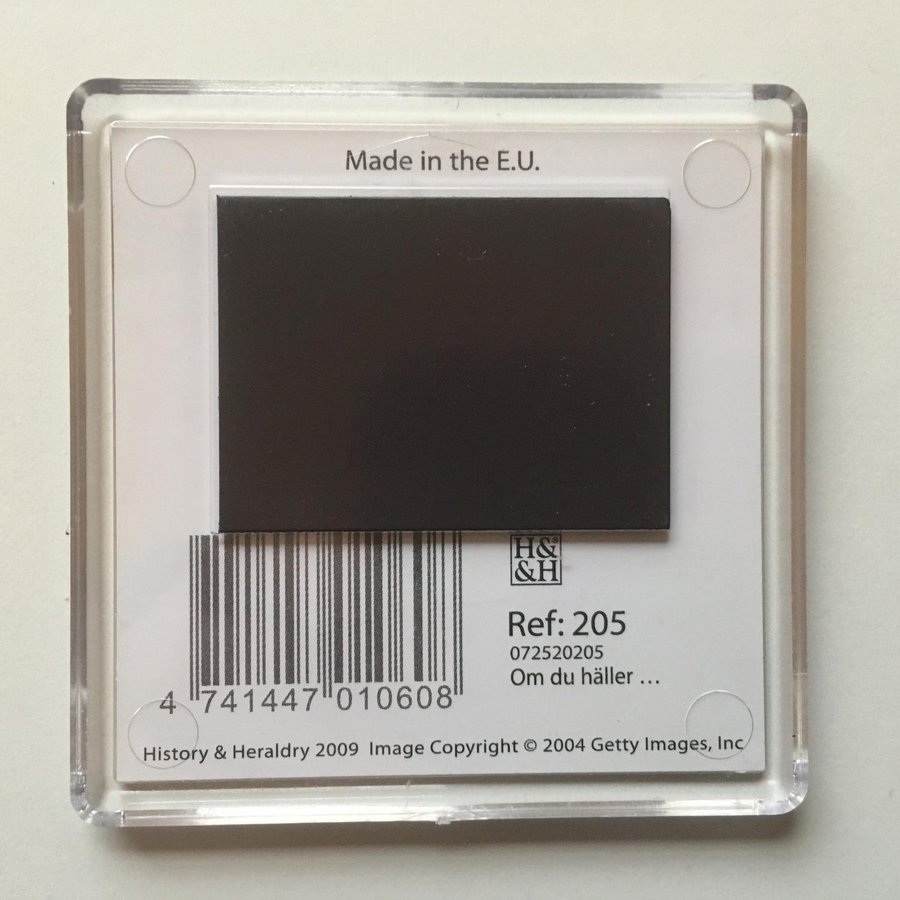 Made in the E.U.
H&®
&H
Ref: 205
072520205
Om du häller ...
4 741447 010608
History & Heraldry 2009 Image Copyright © 2004 Getty Images, Inc